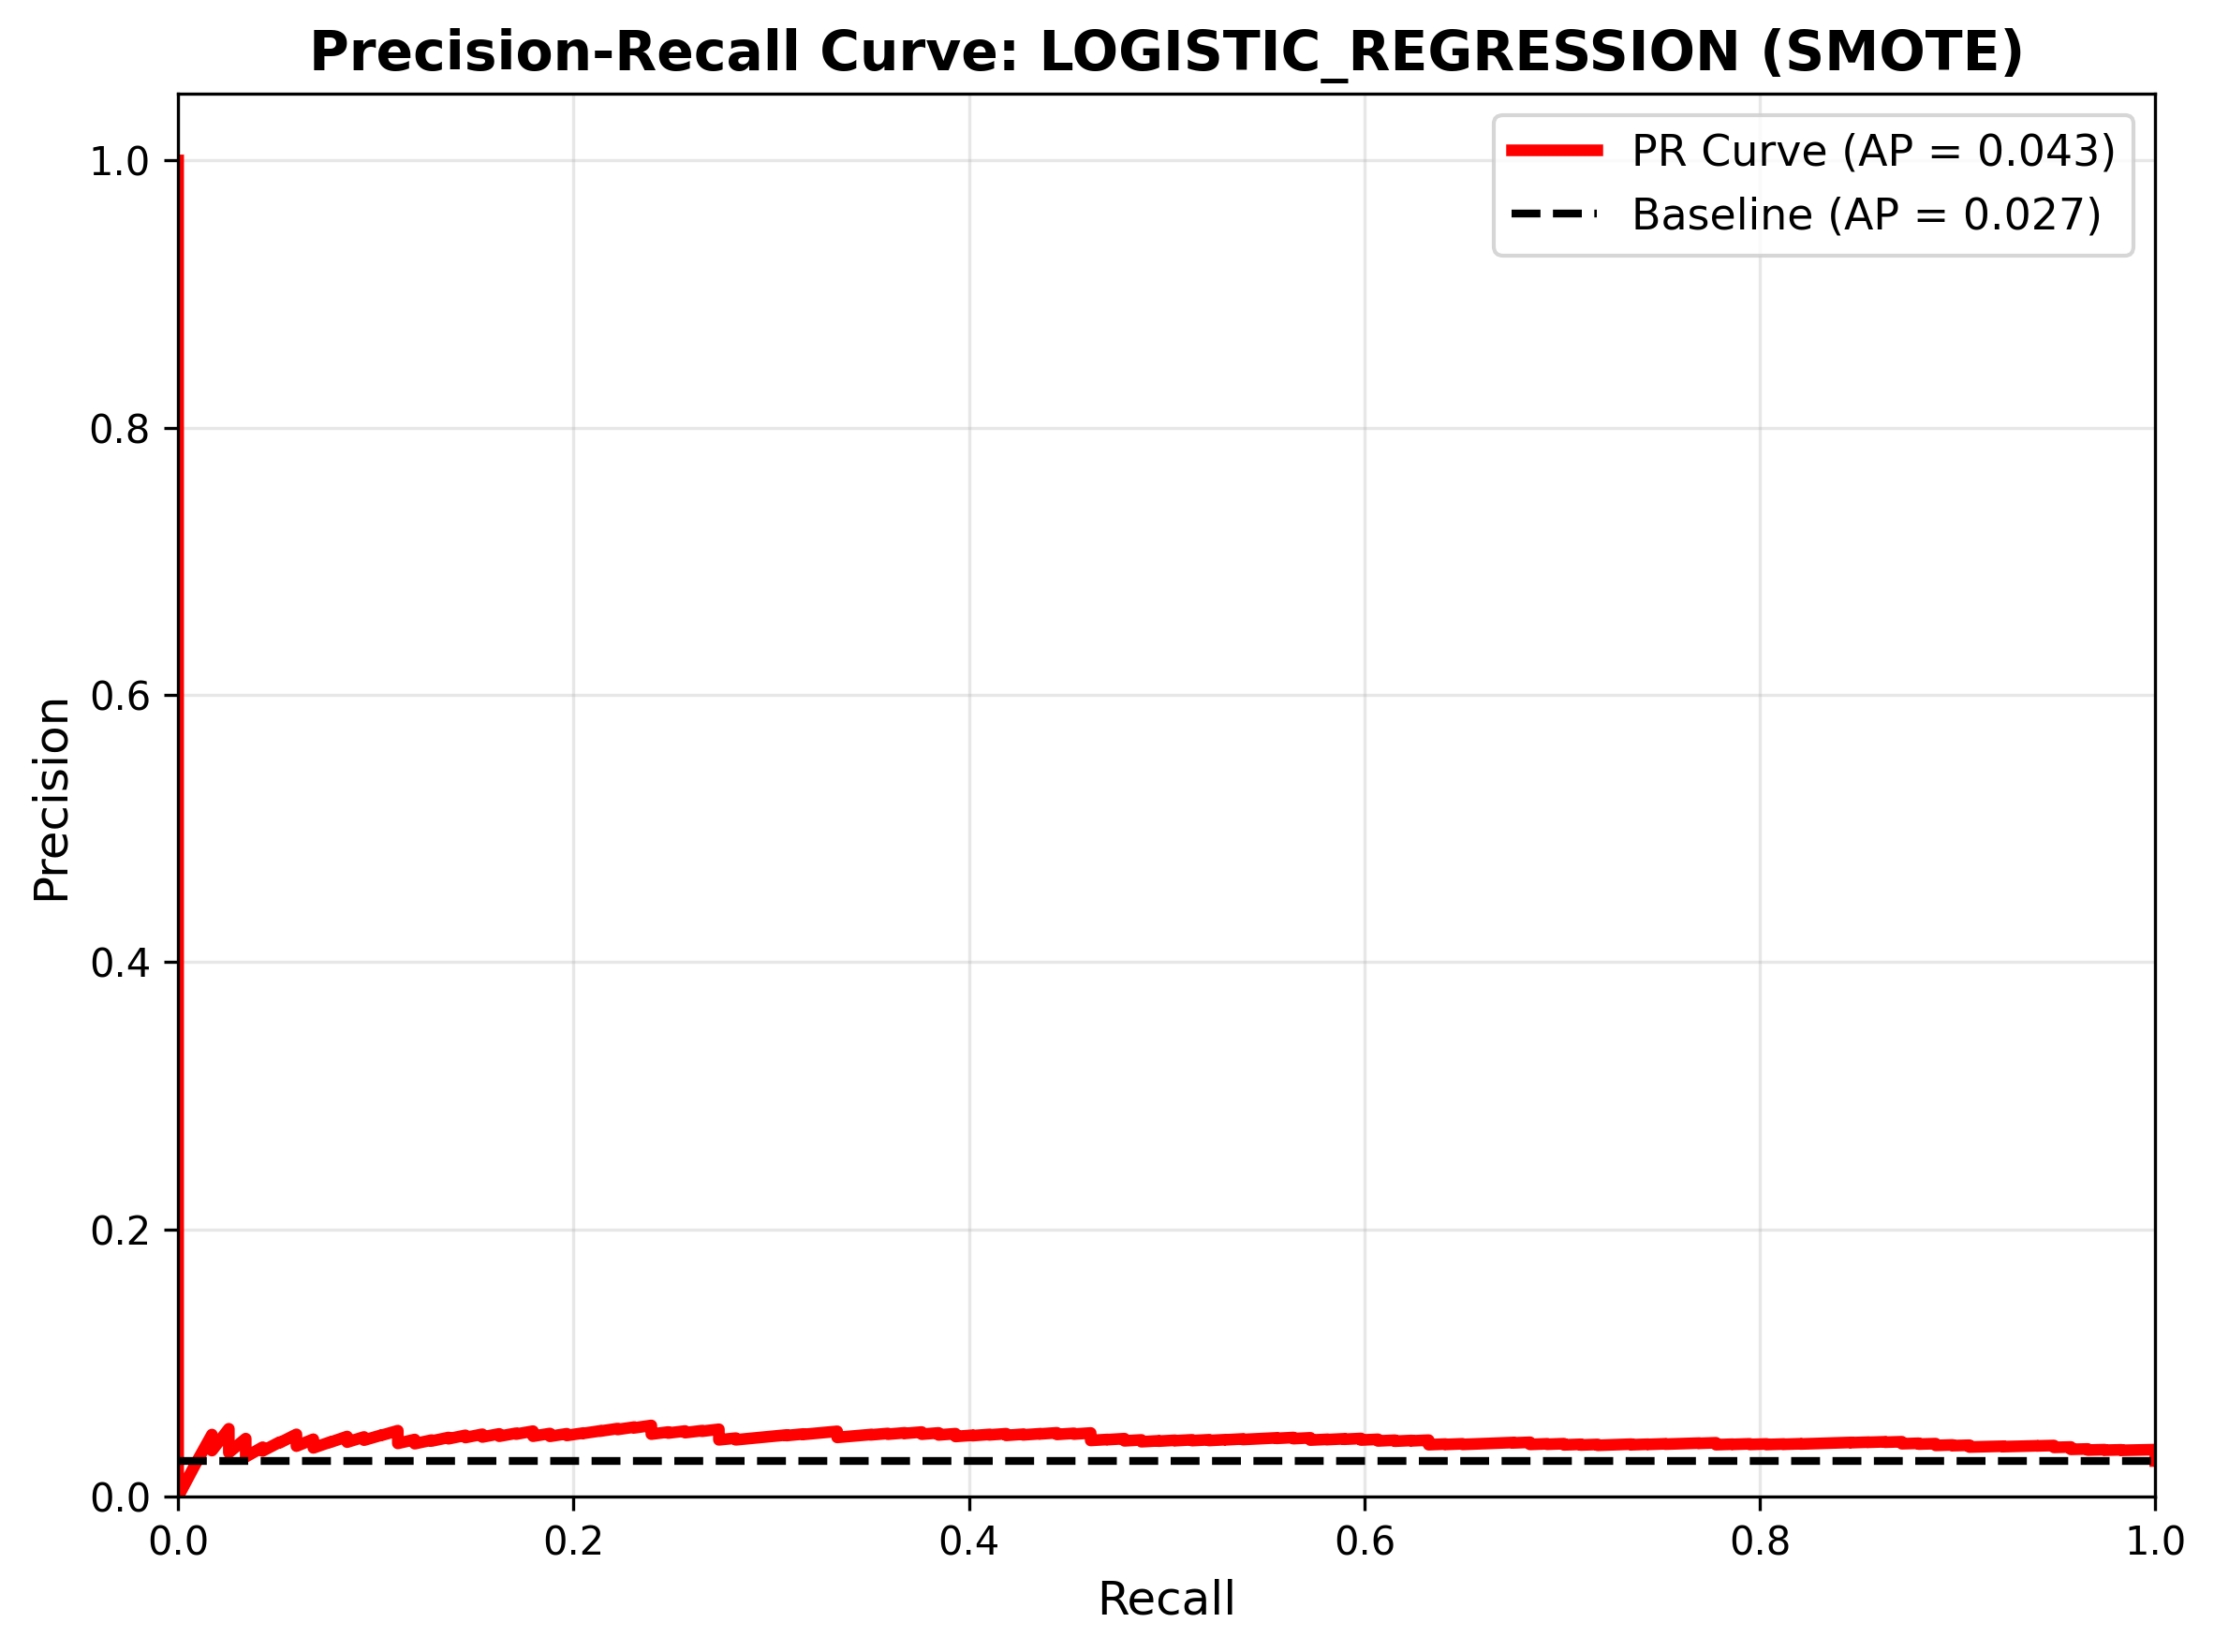 Precision-Recall Curve: LOGISTIC_REGRESSION (SMOTE)
PR Curve (AP = 0.043)
Baseline (AP = 0.027)
Precision
1.0
0.8
0.6
0.4
0.2
0.0
0.0 0.2 0.4 0.6 0.8 1.0
Recall